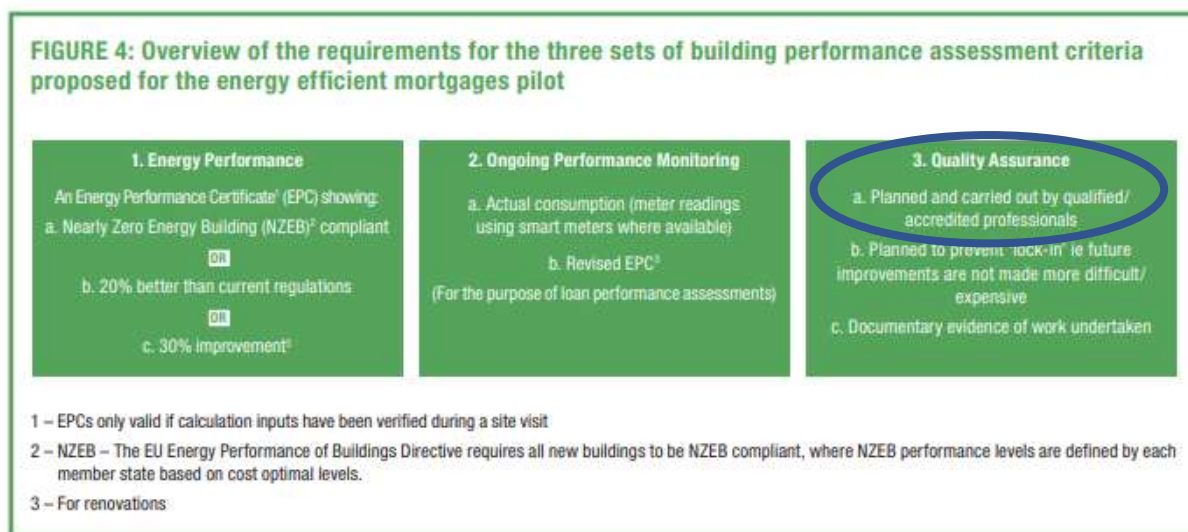 FIGURE 4: Overview of the requirements for the three sets of building performance assessment criteria
proposed for the energy efficient mortgages pilot
1. Energy Performance
An Energy Performance Certificate¹ (EPC) showing:
a. Nearly Zero Energy Building (NZEB)² compliant
OR
b. 20% better than current regulations
OR
c. 30% improvement³
2. Ongoing Performance Monitoring
a. Actual consumption (meter readings
using smart meters where available)
b. Revised EPC³
(For the purpose of loan performance assessments)
3. Quality Assurance
a. Planned and carried out by qualified/
accredited professionals
b. Planned to prevent 'lock-in' ie future
improvements are not made more difficult/
expensive
c. Documentary evidence of work undertaken
1 – EPCs only valid if calculation inputs have been verified during a site visit
2 – NZEB – The EU Energy Performance of Buildings Directive requires all new buildings to be NZEB compliant, where NZEB performance levels are defined by each
member state based on cost optimal levels.
3 – For renovations